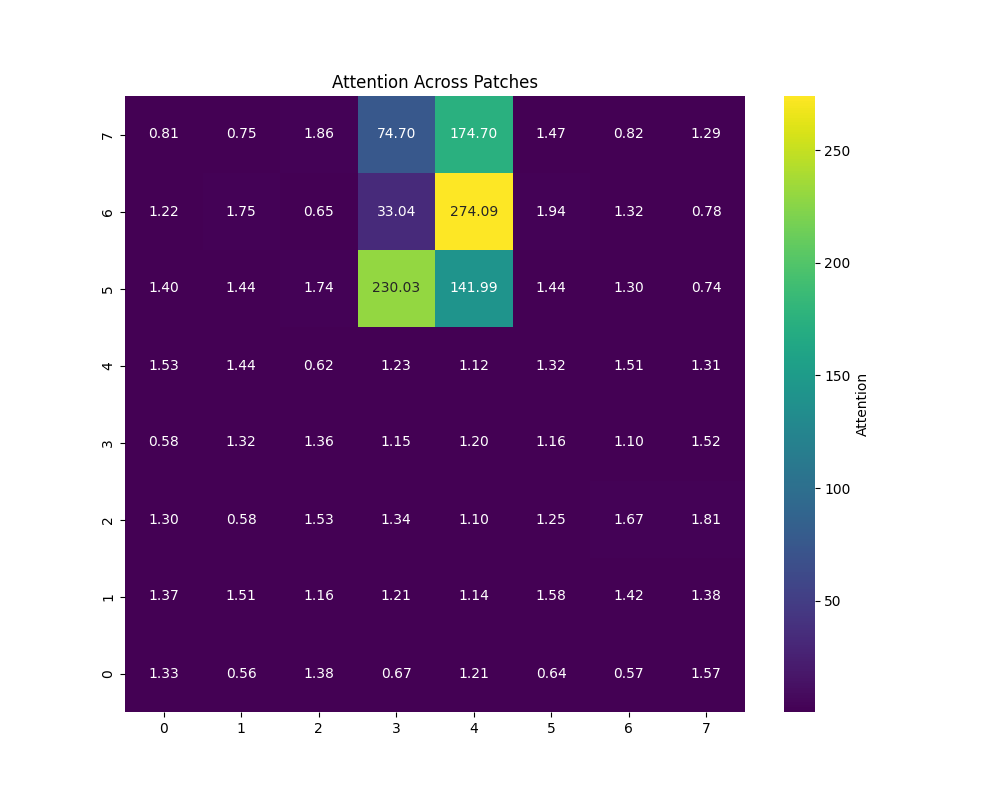 Attention Across Patches
7 0.81 0.75 1.86 74.70 174.70 1.47 0.82 1.29
6 1.22 1.75 0.65 33.04 274.09 1.94 1.32 0.78
5 1.40 1.44 1.74 230.03 141.99 1.44 1.30 0.74
4 1.53 1.44 0.62 1.23 1.12 1.32 1.51 1.31
3 0.58 1.32 1.36 1.15 1.20 1.16 1.10 1.52
2 1.30 0.58 1.53 1.34 1.10 1.25 1.67 1.81
1 1.37 1.51 1.16 1.21 1.14 1.58 1.42 1.38
0 1.33 0.56 1.38 0.67 1.21 0.64 0.57 1.57
0 1 2 3 4 5 6 7
250
200
150
100
50
Attention